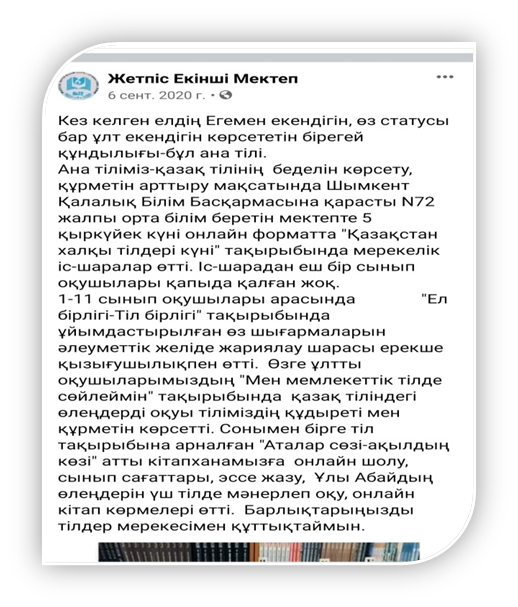 Жетпіс Екінші Мектеп
6 сент. 2020 г.
Кез келген елдің Егемен екендігін, өз статусы
бар ұлт екендігін көрсететін бірегей
құндылығы-бұл ана тілі.
Ана тіліміз-қазақ тілінің беделін көрсету,
құрметін арттыру мақсатында Шымкент
Қалалық Білім Басқармасына қарасты N72
жалпы орта білім беретін мектепте 5
қыркүйек күні онлайн форматта "Қазақстан
халқы тілдері күні" тақырыбында мерекелік
іс-шаралар өтті. Іс-шарадан еш бір сынып
оқушылары қапыда қалған жоқ.
1-11 сынып оқушылары арасында "Ел
бірлігі-Тіл бірлігі" тақырыбында
ұйымдастырылған өз шығармаларын
әлеуметтік желіде жариялау шарасы ерекше
қызығушылықпен өтті. Өзге ұлтты
оқушыларымыздың "Мен мемлекеттік тілде
сөйлеймін" тақырыбында қазақ тіліндегі
өлеңдерді оқуы тіліміздің құдыреті мен
құрметін көрсетті. Сонымен бірге тіл
тақырыбына арналған "Аталар сөзі-ақылдың
көзі" атты кітапханамызға онлайн шолу,
сынып сағаттары, эссе жазу, Ұлы Абайдың
өлеңдерін үш тілде мәнерлеп оқу, онлайн
кітап көрмелері өтті. Барлықтарыңызды
тілдер мерекесімен құттықтаймын.